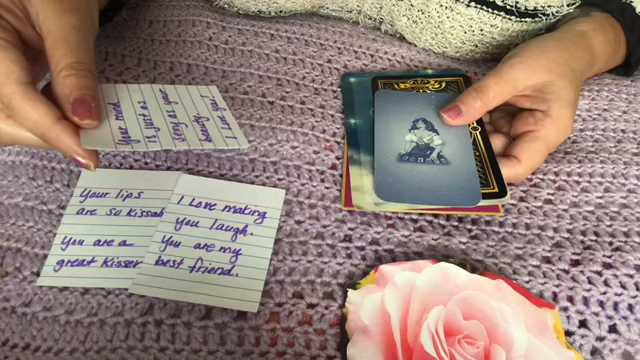 Your mind
is just as
sexy as your
beauty.
I Love you!
Your lips
are so Kissab
You are a
great Kisser
I Love making
you laugh.
You are my
best friend.